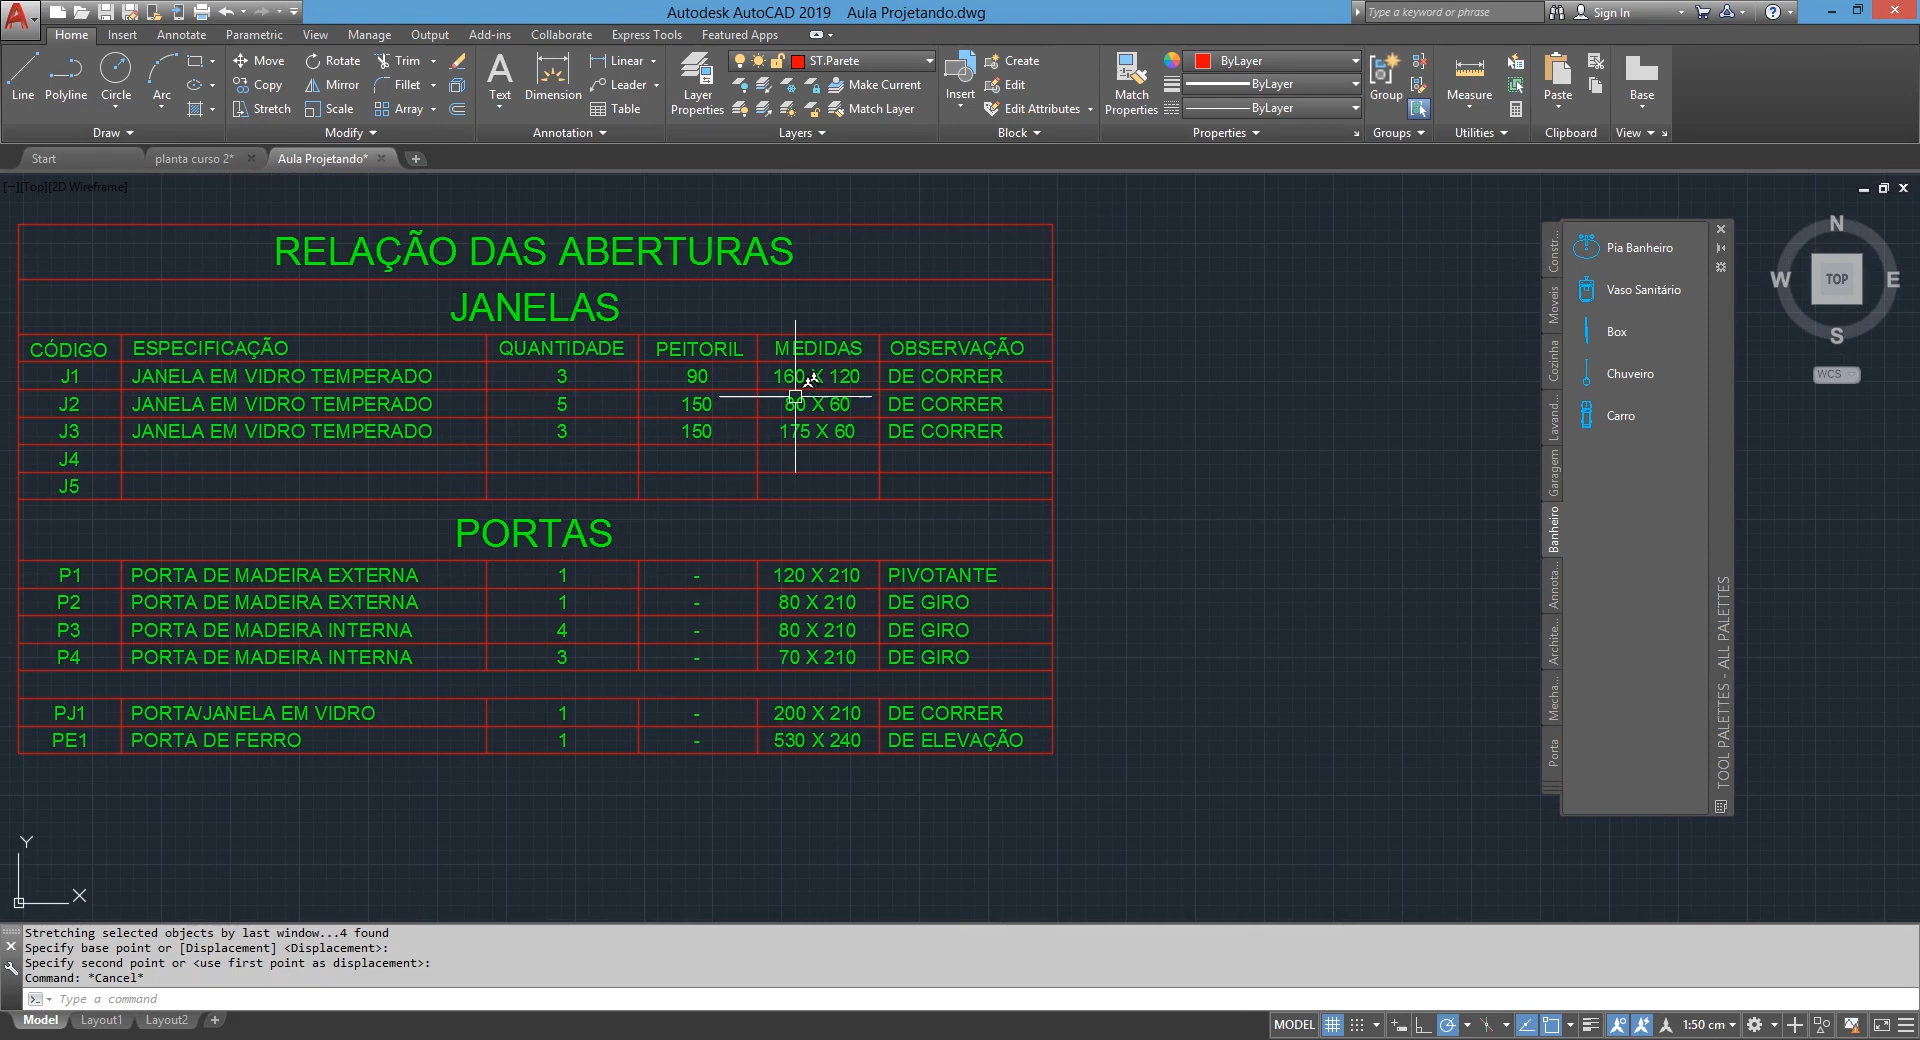 Autodesk AutoCAD 2019 Aula Projetando.dwg
Type a keyword or phrase
Sign In
Home Insert Annotate Parametric View Manage Output Add-ins Collaborate Express Tools Featured Apps
Line Polyline Circle Arc
Move Rotate Trim
Copy Mirror Fillet
Stretch Scale Array
Text Dimension
Linear
Leader
Table
Layer Properties
ST.Parete
Make Current
Match Layer
Insert
Create
Edit
Edit Attributes
Match Properties
ByLayer
ByLayer
ByLayer
Group
Measure
Paste
Base
Draw Modify Annotation Layers Block Properties Groups Utilities Clipboard View
Start planta curso 2* Aula Projetando*
[−][Top][2D Wireframe]
RELAÇÃO DAS ABERTURAS
JANELAS
CÓDIGO ESPECIFICAÇÃO QUANTIDADE PEITORIL MEDIDAS OBSERVAÇÃO
J1 JANELA EM VIDRO TEMPERADO 3 90 160 X 120 DE CORRER
J2 JANELA EM VIDRO TEMPERADO 5 150 80 X 60 DE CORRER
J3 JANELA EM VIDRO TEMPERADO 3 150 175 X 60 DE CORRER
J4
J5
PORTAS
P1 PORTA DE MADEIRA EXTERNA 1 - 120 X 210 PIVOTANTE
P2 PORTA DE MADEIRA EXTERNA 1 - 80 X 210 DE GIRO
P3 PORTA DE MADEIRA INTERNA 4 - 80 X 210 DE GIRO
P4 PORTA DE MADEIRA INTERNA 3 - 70 X 210 DE GIRO
PJ1 PORTA/JANELA EM VIDRO 1 - 200 X 210 DE CORRER
PE1 PORTA DE FERRO 1 - 530 X 240 DE ELEVAÇÃO
Constr...
Moveis
Cozinha
Lavand...
Garagem
Banheiro
Annota...
Archite...
Mecha...
Porta
Pia Banheiro
Vaso Sanitário
Box
Chuveiro
Carro
TOOL PALETTES - ALL PALETTES
N
W TOP E
S
WCS
Y
X
Stretching selected objects by last window...4 found
Specify base point or [Displacement] <Displacement>:
Specify second point or <use first point as displacement>:
Command: *Cancel*
Type a command
Model Layout1 Layout2
MODEL 1:50 cm